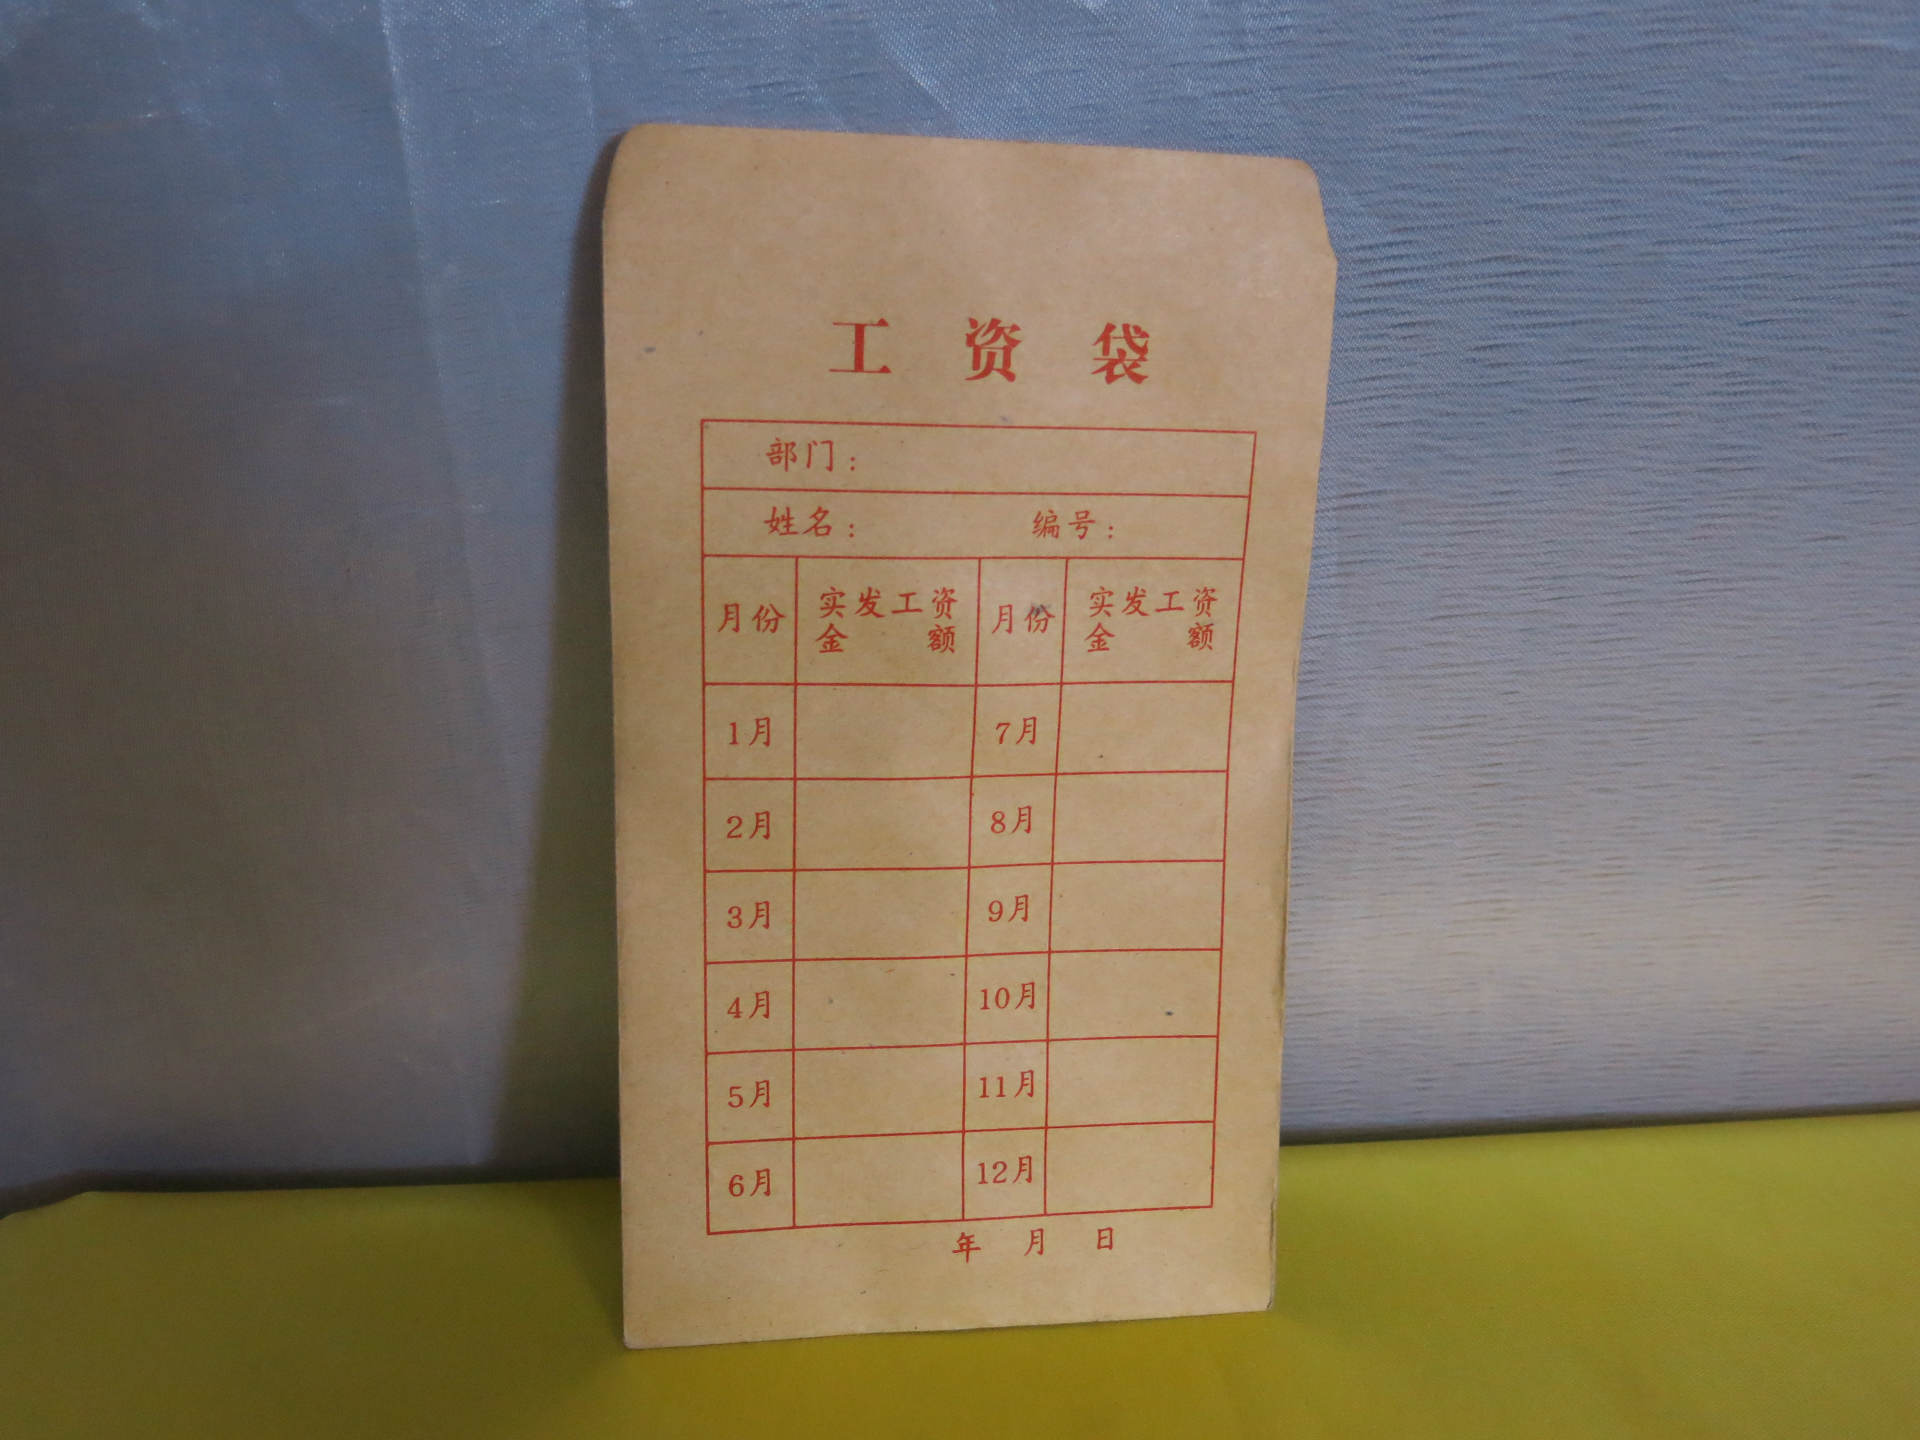 工资袋
部门：
姓名： 编号：
月份 实发工资金额 月份 实发工资金额
1月 7月
2月 8月
3月 9月
4月 10月
5月 11月
6月 12月
年 月 日